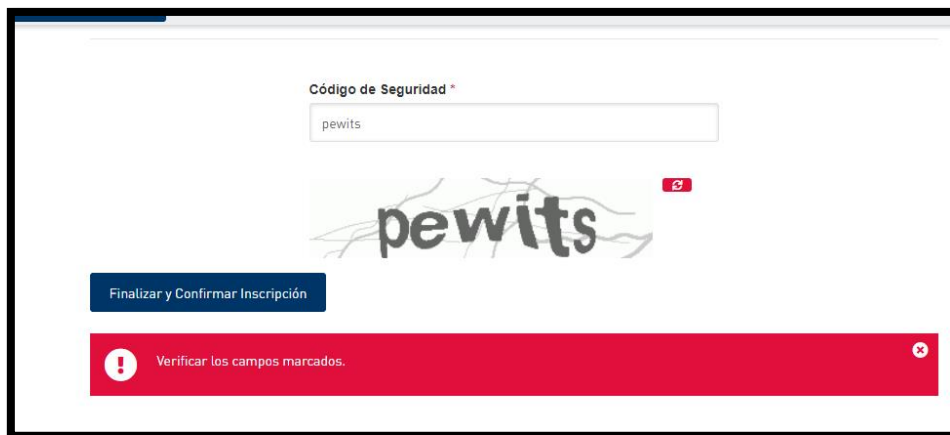 Código de Seguridad *
pewits
pewits
Finalizar y Confirmar Inscripción
Verificar los campos marcados.